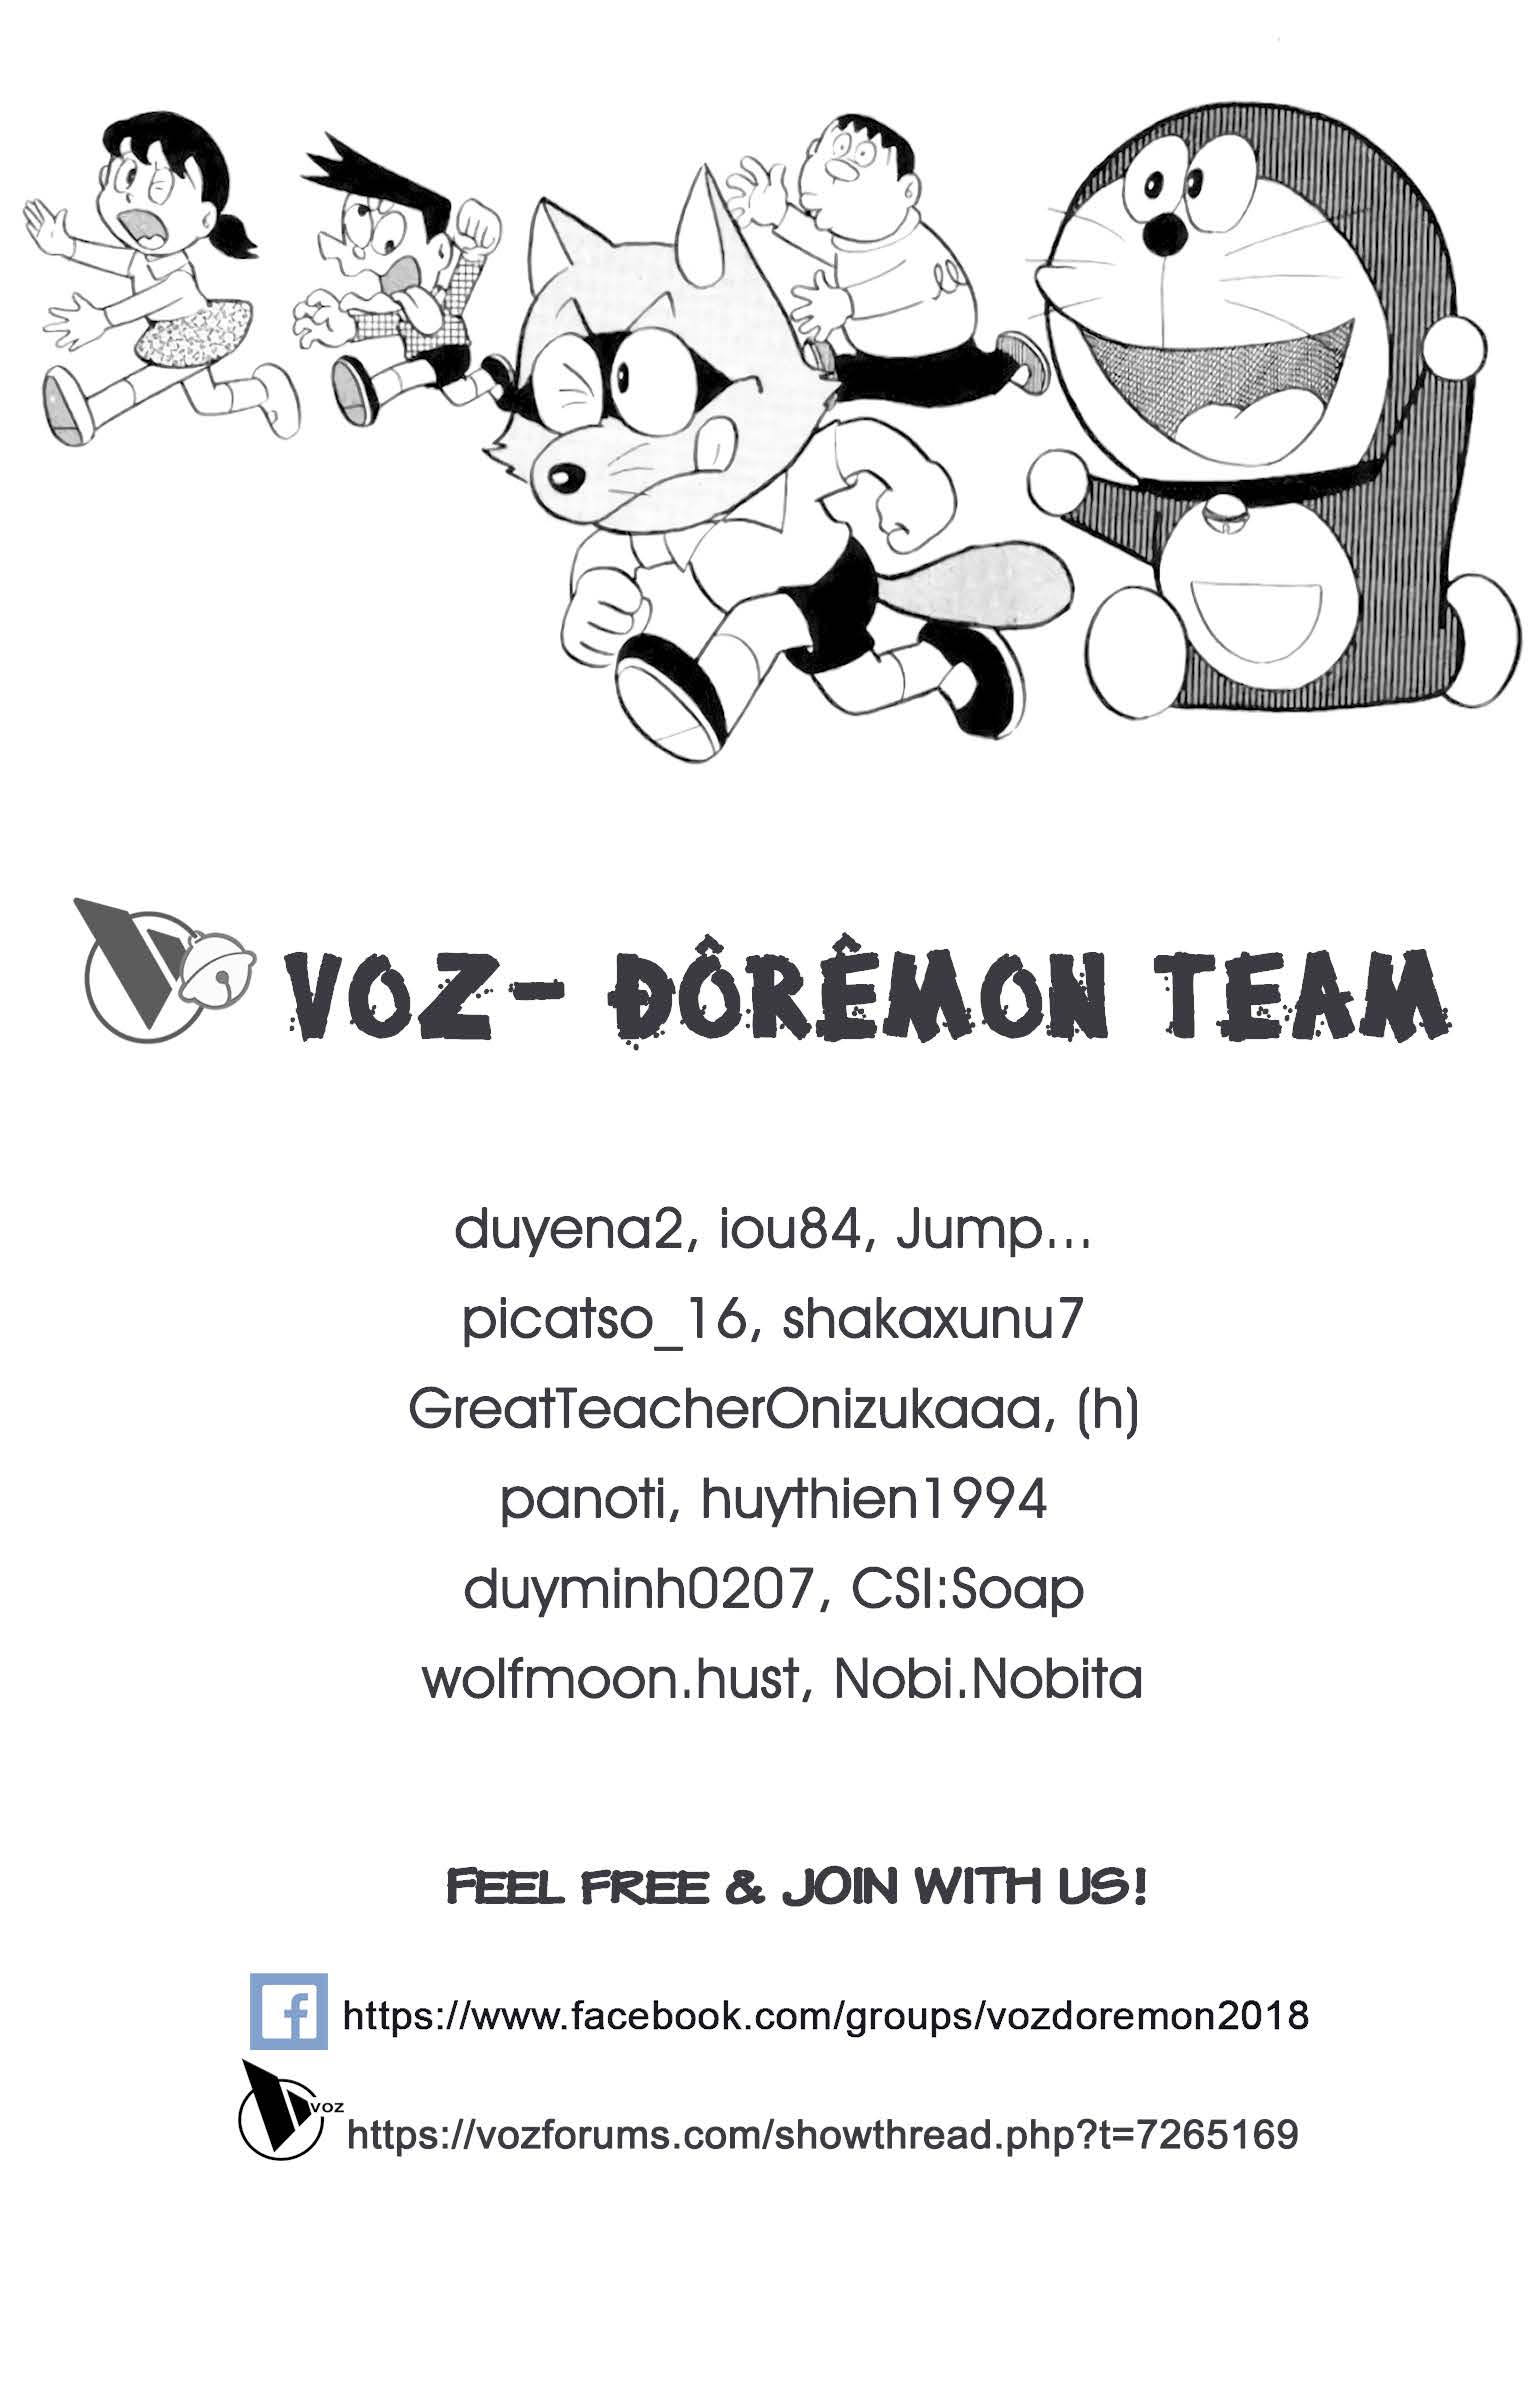 VOZ- ĐÔRÊMON TEAM
duyena2, iou84, Jump...
picatso_16, shakaxunu7
GreatTeacherOnizukaaa, (h)
panoti, huythien1994
duyminh0207, CSI:Soap
wolfmoon.hust, Nobi.Nobita
FEEL FREE & JOIN WITH US!
https://www.facebook.com/groups/vozdoremon2018
VOZ
https://vozforums.com/showthread.php?t=7265169